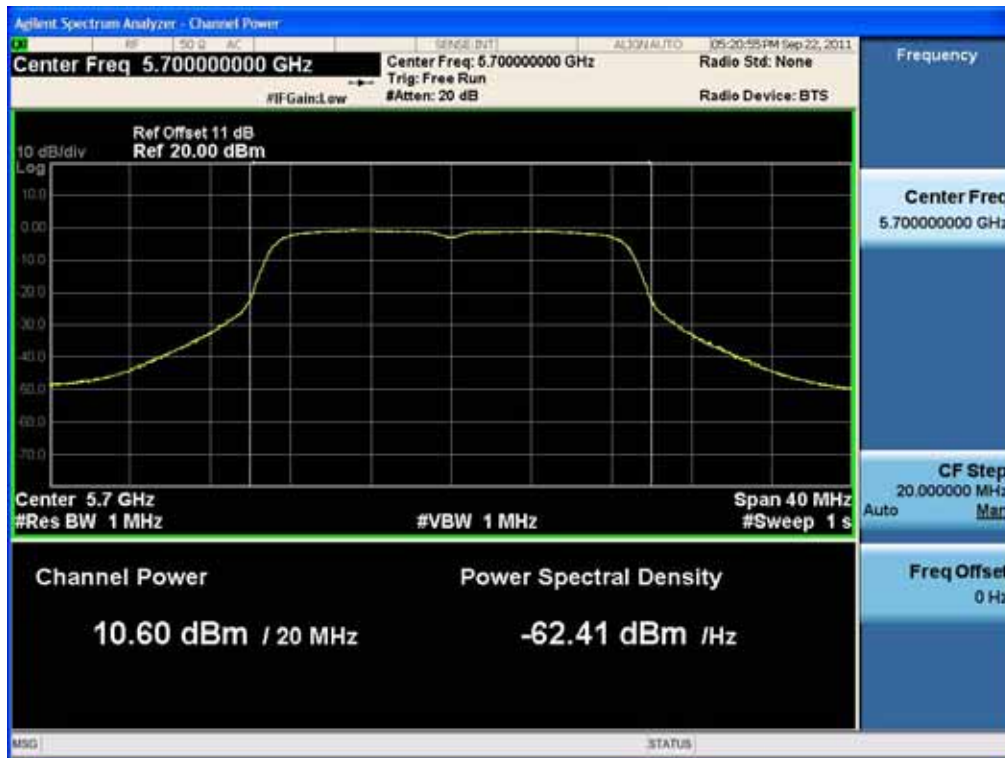 Agilent Spectrum Analyzer - Channel Power
RF 50 Ω AC SENSE:INT ALIGNAUTO 05:20:55 PM Sep 22, 2011
Center Freq 5.700000000 GHz
Center Freq: 5.700000000 GHz
Radio Std: None
Trig: Free Run
#IFGain:Low
#Atten: 20 dB
Radio Device: BTS
Ref Offset 11 dB
10 dB/div Ref 20.00 dBm
Log
10.0
0.00
-10.0
-20.0
-30.0
-40.0
-50.0
-60.0
-70.0
Center 5.7 GHz
Span 40 MHz
#Res BW 1 MHz
#VBW 1 MHz
#Sweep 1 s
Channel Power
Power Spectral Density
10.60 dBm / 20 MHz
-62.41 dBm /Hz
MSG
STATUS
Frequency
Center Freq
5.700000000 GHz
CF Step
20.000000 MHz
Auto Man
Freq Offset
0 Hz